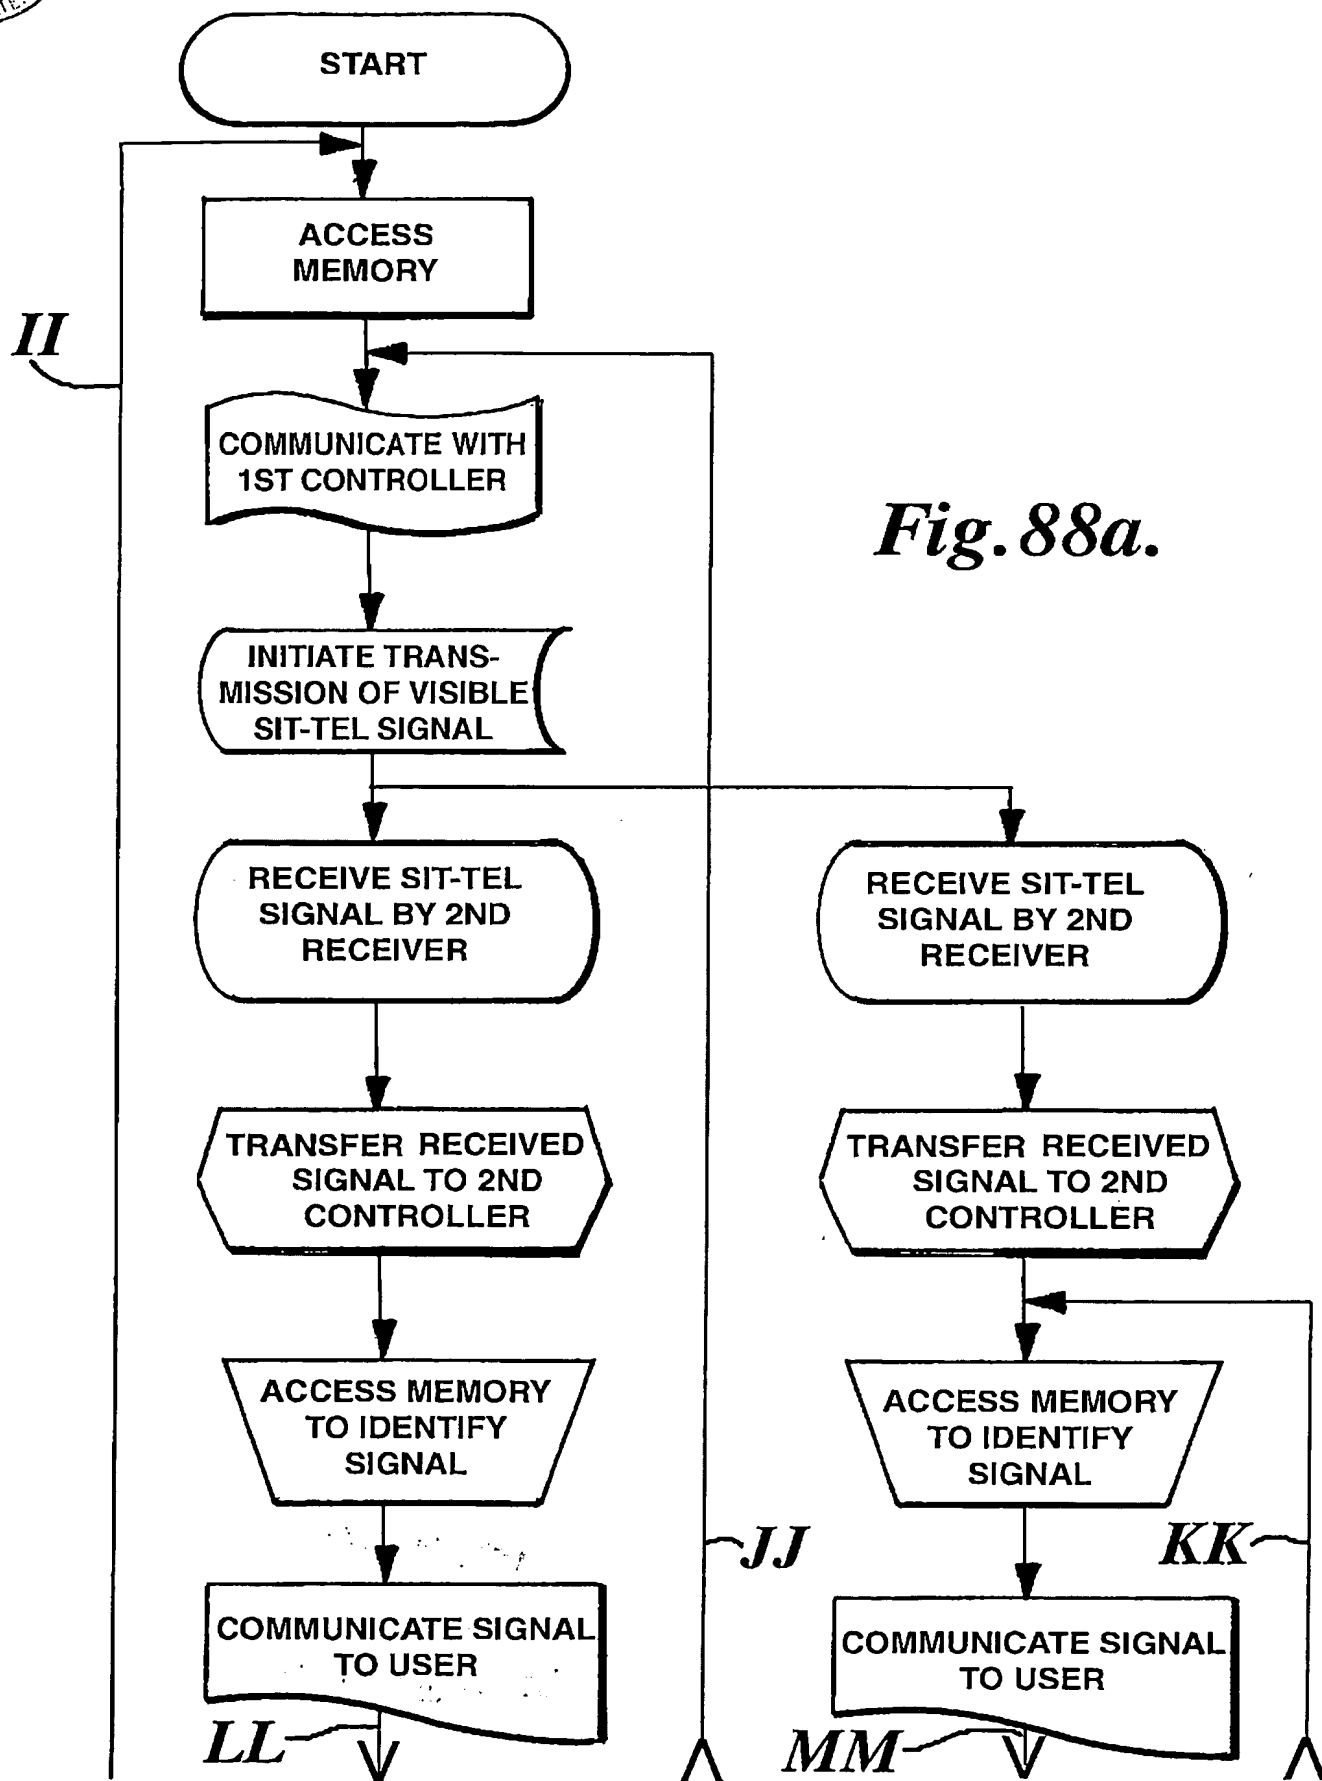 START
ACCESS
MEMORY
II
COMMUNICATE WITH
1ST CONTROLLER
Fig. 88a.
INITIATE TRANS-
MISSION OF VISIBLE
SIT-TEL SIGNAL
RECEIVE SIT-TEL
SIGNAL BY 2ND
RECEIVER
RECEIVE SIT-TEL
SIGNAL BY 2ND
RECEIVER
TRANSFER RECEIVED
SIGNAL TO 2ND
CONTROLLER
TRANSFER RECEIVED
SIGNAL TO 2ND
CONTROLLER
ACCESS MEMORY
TO IDENTIFY
SIGNAL
ACCESS MEMORY
TO IDENTIFY
SIGNAL
JJ
KK
COMMUNICATE SIGNAL
TO USER
COMMUNICATE SIGNAL
TO USER
LL
MM